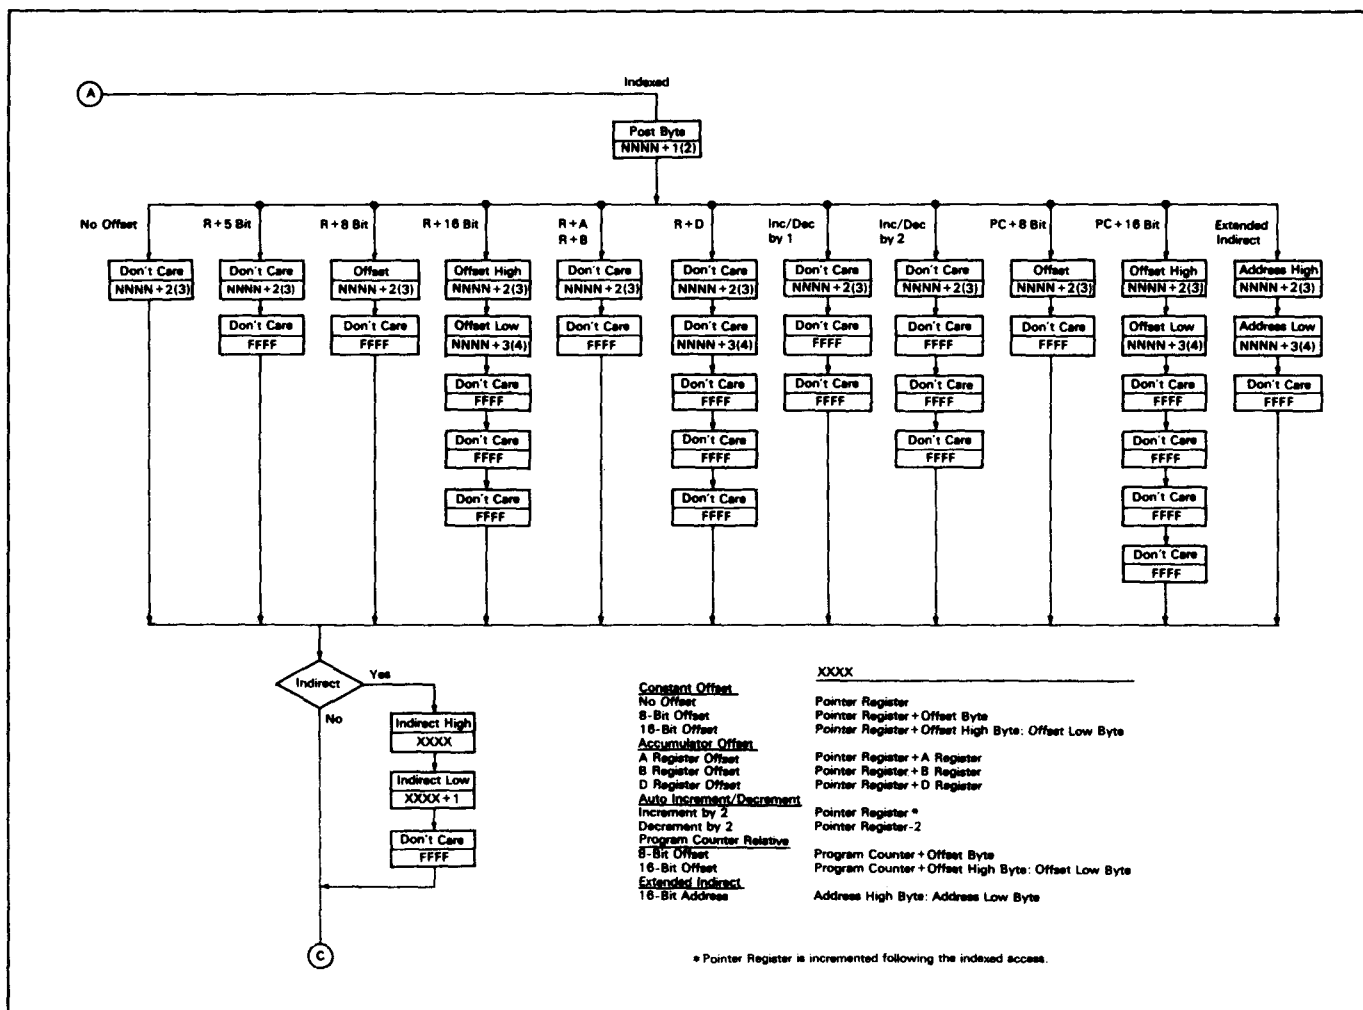 A
Indexed
Post Byte
NNNN+1(2)
No Offset
R+5 Bit
R+8 Bit
R+16 Bit
R+A
R+B
R+D
Inc/Dec
by 1
Inc/Dec
by 2
PC+8 Bit
PC+16 Bit
Extended
Indirect
Don't Care
NNNN+2(3)
Don't Care
NNNN+2(3)
Don't Care
FFFF
Offset
NNNN+2(3)
Don't Care
FFFF
Offset High
NNNN+2(3)
Offset Low
NNNN+3(4)
Don't Care
FFFF
Don't Care
FFFF
Don't Care
FFFF
Don't Care
NNNN+2(3)
Don't Care
FFFF
Don't Care
NNNN+2(3)
Don't Care
NNNN+3(4)
Don't Care
FFFF
Don't Care
FFFF
Don't Care
FFFF
Don't Care
NNNN+2(3)
Don't Care
FFFF
Don't Care
FFFF
Don't Care
NNNN+2(3)
Don't Care
FFFF
Don't Care
FFFF
Don't Care
FFFF
Offset
NNNN+2(3)
Don't Care
FFFF
Offset High
NNNN+2(3)
Offset Low
NNNN+3(4)
Don't Care
FFFF
Don't Care
FFFF
Don't Care
FFFF
Don't Care
FFFF
Address High
NNNN+2(3)
Address Low
NNNN+3(4)
Don't Care
FFFF
Indirect
Yes
No
Indirect High
XXXX
Indirect Low
XXXX+1
Don't Care
FFFF
C
XXXX
Constant Offset
No Offset Pointer Register
8-Bit Offset Pointer Register+Offset Byte
16-Bit Offset Pointer Register+Offset High Byte: Offset Low Byte
Accumulator Offset
A Register Offset Pointer Register+A Register
B Register Offset Pointer Register+B Register
D Register Offset Pointer Register+D Register
Auto Increment/Decrement
Increment by 2 Pointer Register*
Decrement by 2 Pointer Register-2
Program Counter Relative
8-Bit Offset Program Counter+Offset Byte
16-Bit Offset Program Counter+Offset High Byte: Offset Low Byte
Extended Indirect
16-Bit Address Address High Byte: Address Low Byte
* Pointer Register is incremented following the indexed access.